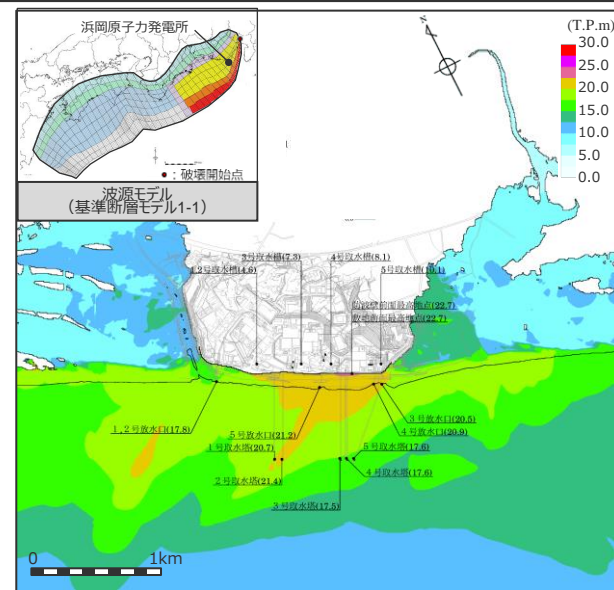 浜岡原子力発電所
●：破壊開始点
波源モデル
（基準断層モデル1-1）
N
(T.P.m)
30.0
25.0
20.0
15.0
10.0
5.0
0.0
3号取水槽(7.3)
4号取水槽(8.1)
1,2号取水槽(4.6)
5号取水槽(10.1)
防波壁前面最高地点(22.7)
敷地前面最高地点(22.7)
1,2号放水口(17.8)
5号放水口(21.2)
3号放水口(20.5)
4号放水口(20.9)
1号取水塔(20.7)
5号取水塔(17.6)
2号取水塔(21.4)
4号取水塔(17.6)
3号取水塔(17.5)
0
1km